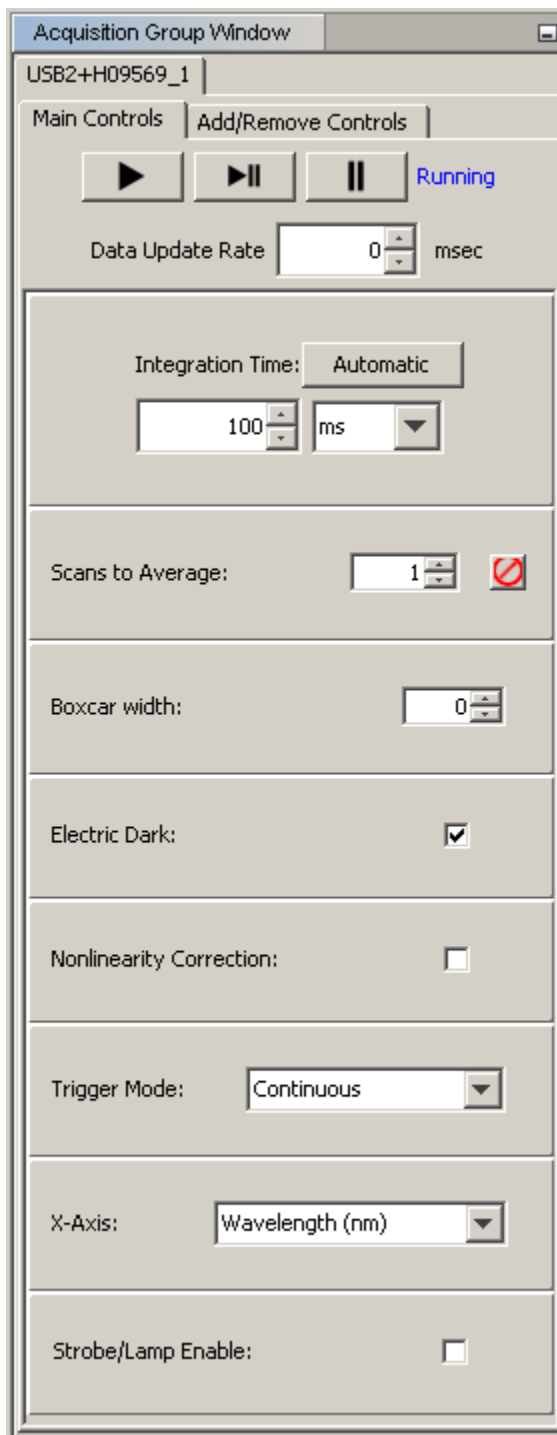 Acquisition Group Window
USB2+H09569_1
Main Controls
Add/Remove Controls
Running
Data Update Rate 0 msec
Integration Time: Automatic
100 ms
Scans to Average: 1
Boxcar width: 0
Electric Dark:
Nonlinearity Correction:
Trigger Mode: Continuous
X-Axis: Wavelength (nm)
Strobe/Lamp Enable: